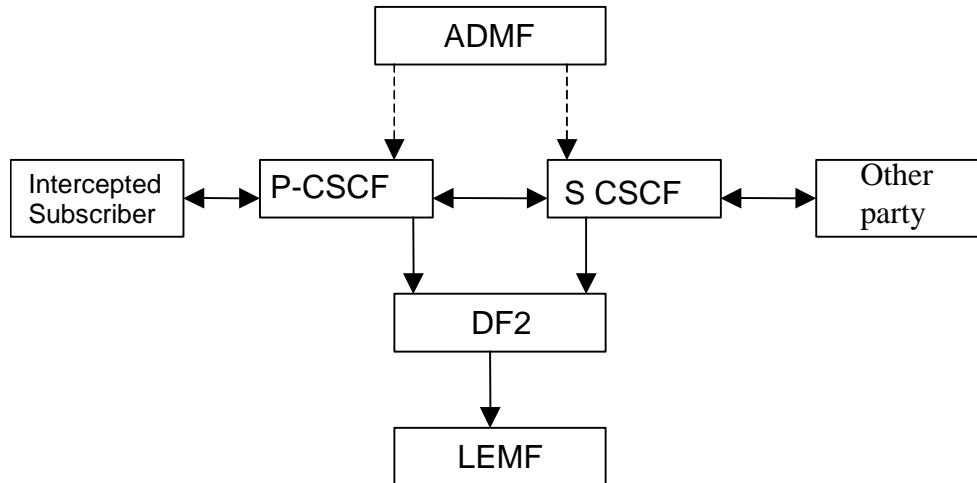 ADMF
Intercepted
Subscriber
P-CSCF
S CSCF
Other
party
DF2
LEMF